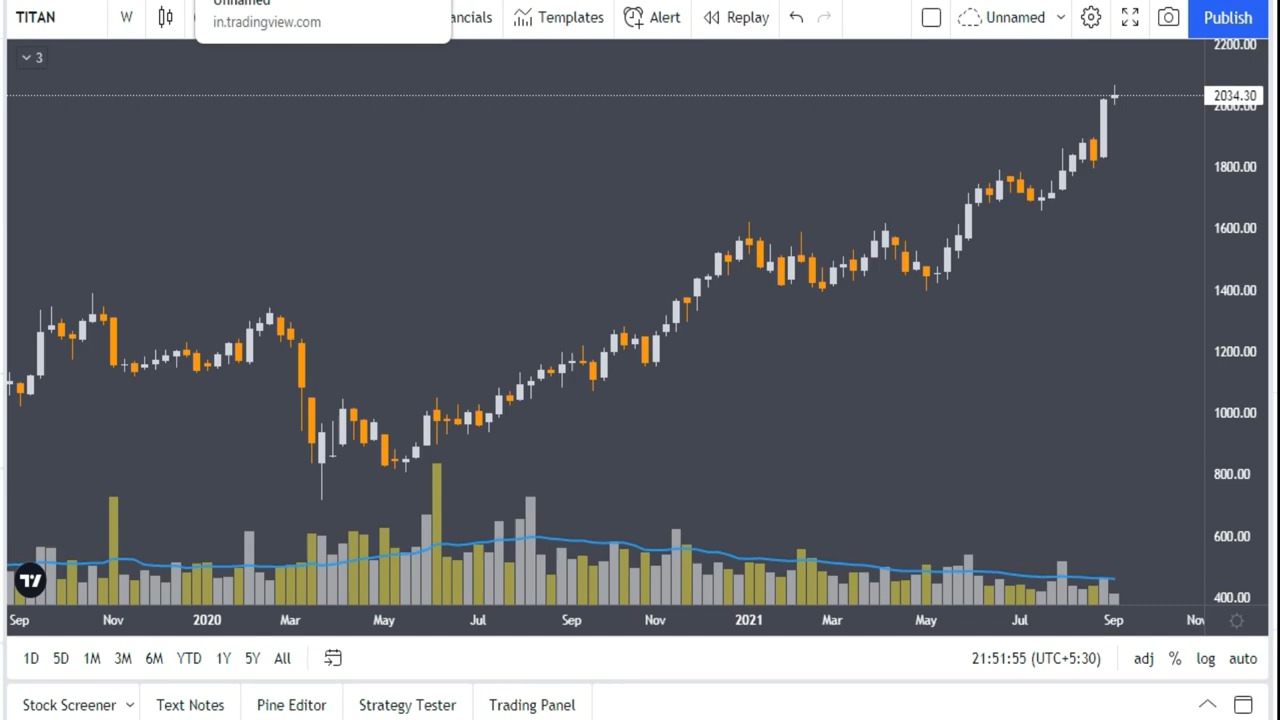 Unnamed
TITAN W in.tradingview.com ancials Templates Alert Replay Unnamed Publish
3
2200.00
2034.30
2000.00
1800.00
1600.00
1400.00
1200.00
1000.00
800.00
600.00
400.00
Sep Nov 2020 Mar May Jul Sep Nov 2021 Mar May Jul Sep Nov
1D 5D 1M 3M 6M YTD 1Y 5Y All 21:51:55 (UTC+5:30) adj % log auto
Stock Screener Text Notes Pine Editor Strategy Tester Trading Panel